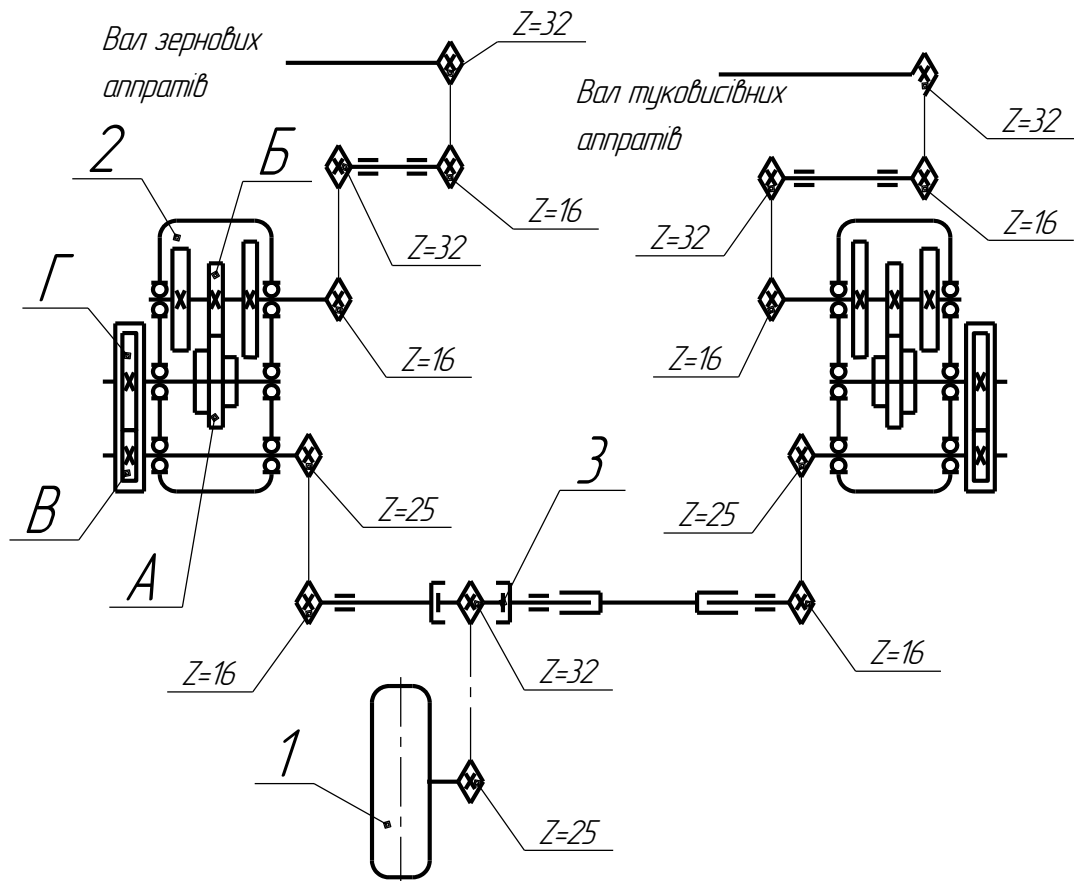 Z=32
Вал зернових
аппратів
Вал туковисівних
аппратів
Z=32
2
Б
Z=16
Z=16
Z=32
Z=32
Г
Z=16
Z=16
З
В
Z=25
Z=25
А
Z=16
Z=32
Z=16
1
Z=25